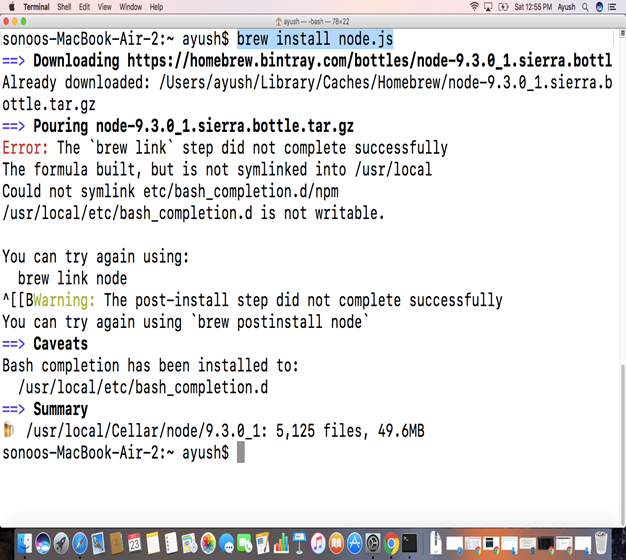 Terminal Shell Edit View Window Help Sat 12:55 PM Ayush
ayush — -bash — 78×22
sonoos-MacBook-Air-2:~ ayush$ brew install node.js
==> Downloading https://homebrew.bintray.com/bottles/node-9.3.0_1.sierra.bottl
Already downloaded: /Users/ayush/Library/Caches/Homebrew/node-9.3.0_1.sierra.b
ottle.tar.gz
==> Pouring node-9.3.0_1.sierra.bottle.tar.gz
Error: The `brew link` step did not complete successfully
The formula built, but is not symlinked into /usr/local
Could not symlink etc/bash_completion.d/npm
/usr/local/etc/bash_completion.d is not writable.
You can try again using:
brew link node
^[[BWarning: The post-install step did not complete successfully
You can try again using `brew postinstall node`
==> Caveats
Bash completion has been installed to:
/usr/local/etc/bash_completion.d
==> Summary
/usr/local/Cellar/node/9.3.0_1: 5,125 files, 49.6MB
sonoos-MacBook-Air-2:~ ayush$
23